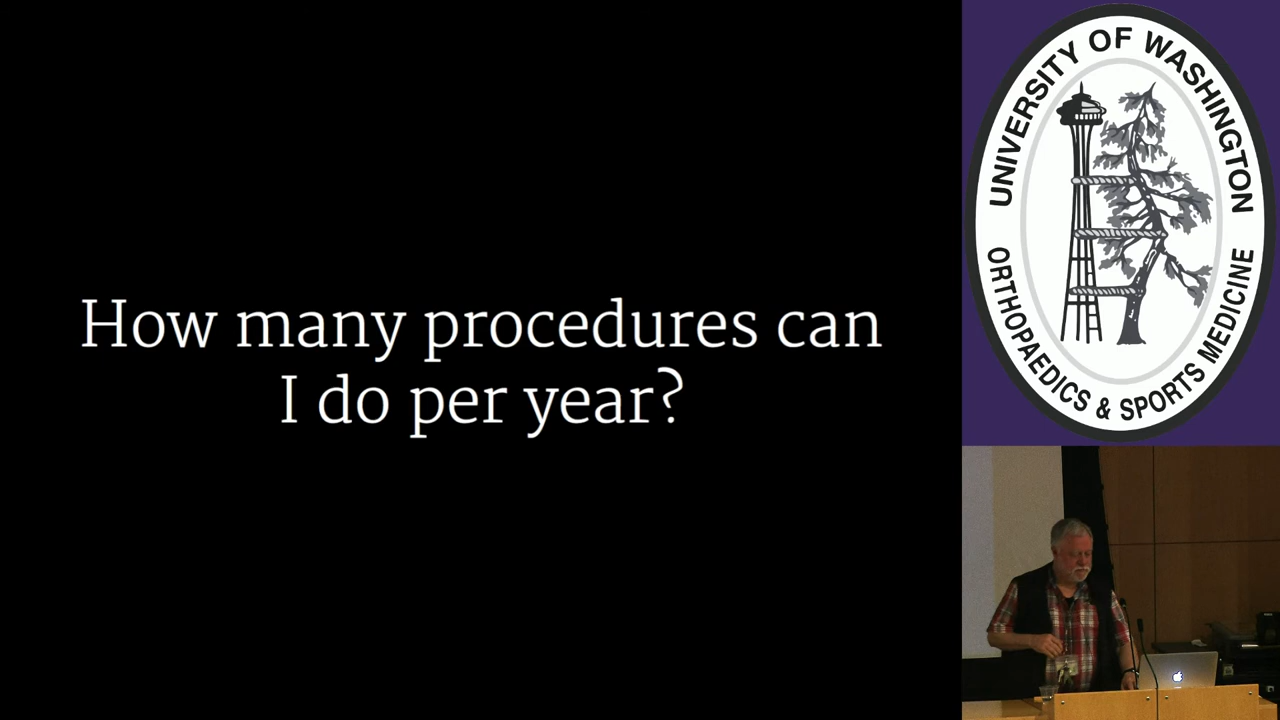 How many procedures can
I do per year?
UNIVERSITY OF WASHINGTON
ORTHOPAEDICS & SPORTS MEDICINE